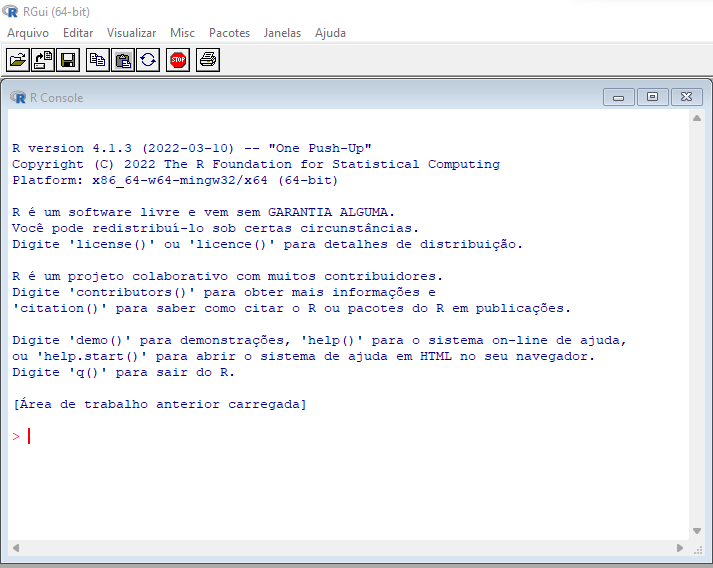 RGui (64-bit)
Arquivo Editar Visualizar Misc Pacotes Janelas Ajuda
STOP
R Console
R version 4.1.3 (2022-03-10) -- "One Push-Up"
Copyright (C) 2022 The R Foundation for Statistical Computing
Platform: x86_64-w64-mingw32/x64 (64-bit)
R é um software livre e vem sem GARANTIA ALGUMA.
Você pode redistribuí-lo sob certas circunstâncias.
Digite 'license()' ou 'licence()' para detalhes de distribuição.
R é um projeto colaborativo com muitos contribuidores.
Digite 'contributors()' para obter mais informações e
'citation()' para saber como citar o R ou pacotes do R em publicações.
Digite 'demo()' para demonstrações, 'help()' para o sistema on-line de ajuda,
ou 'help.start()' para abrir o sistema de ajuda em HTML no seu navegador.
Digite 'q()' para sair do R.
[Área de trabalho anterior carregada]
>